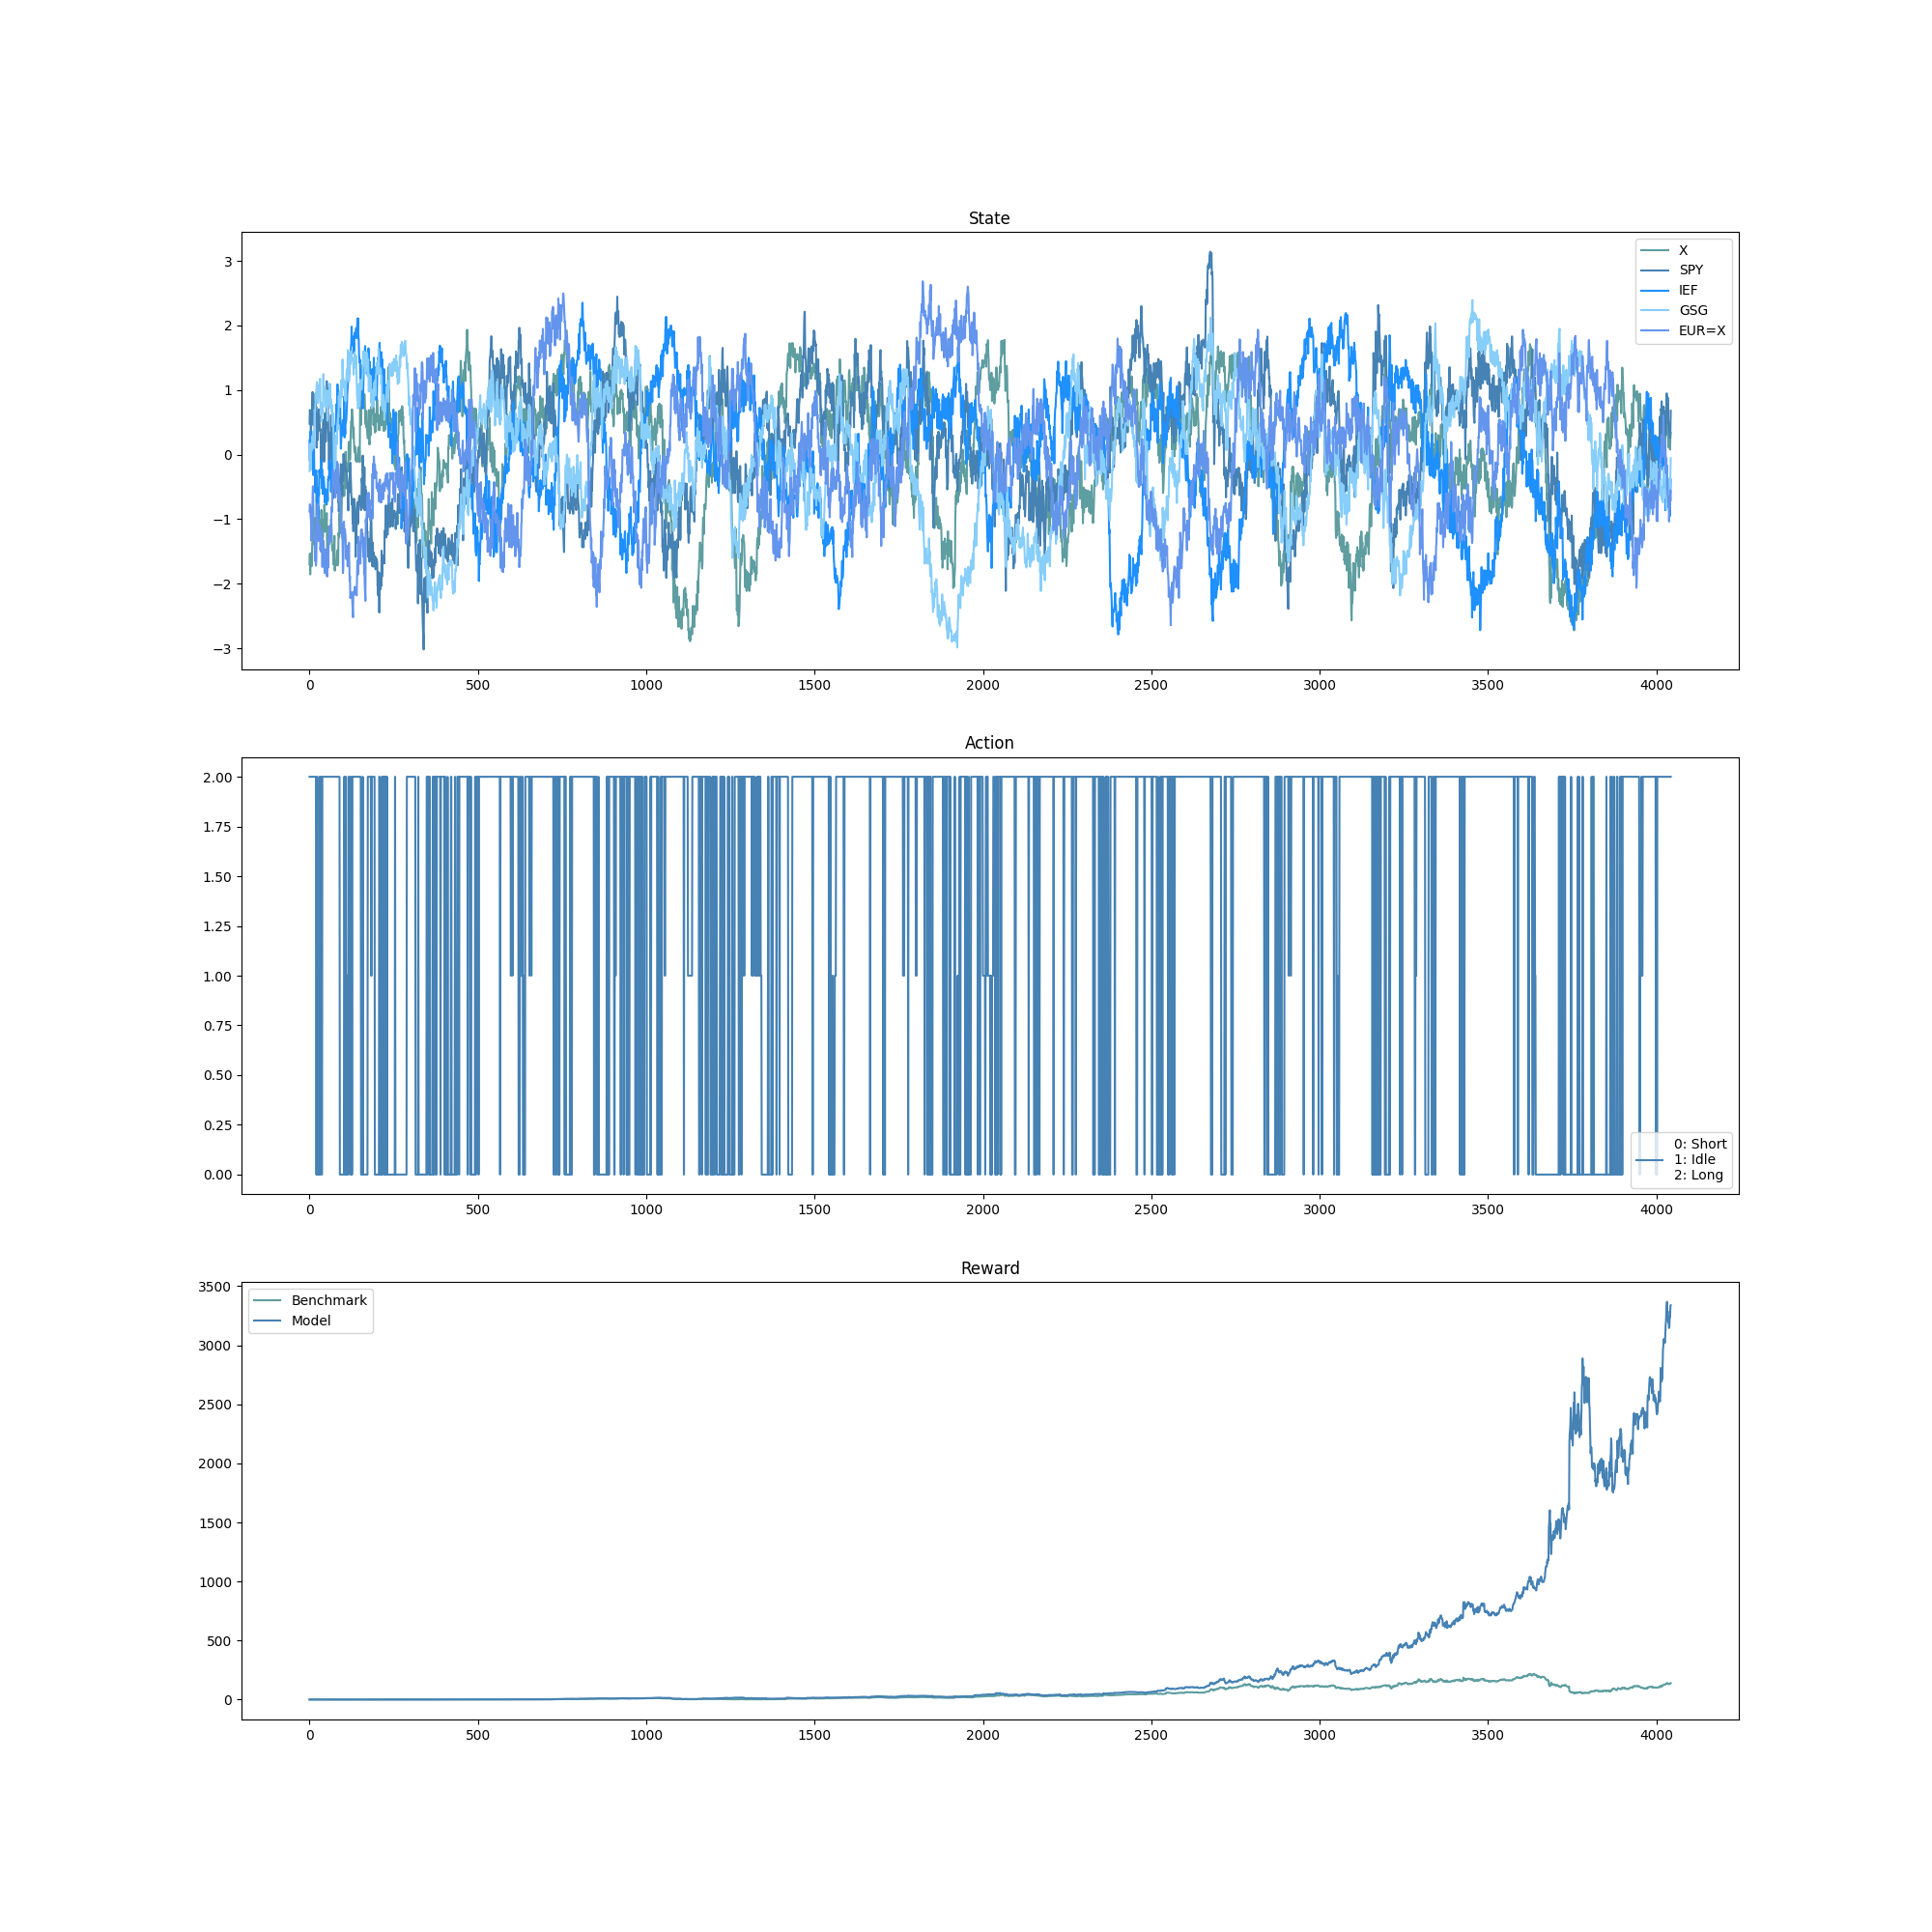 State
3
2
1
0
−1
−2
−3
X
SPY
IEF
GSG
EUR=X
0 500 1000 1500 2000 2500 3000 3500 4000
Action
2.00
1.75
1.50
1.25
1.00
0.75
0.50
0.25
0.00
0: Short
1: Idle
2: Long
0 500 1000 1500 2000 2500 3000 3500 4000
Reward
3500
3000
2500
2000
1500
1000
500
0
Benchmark
Model
0 500 1000 1500 2000 2500 3000 3500 4000